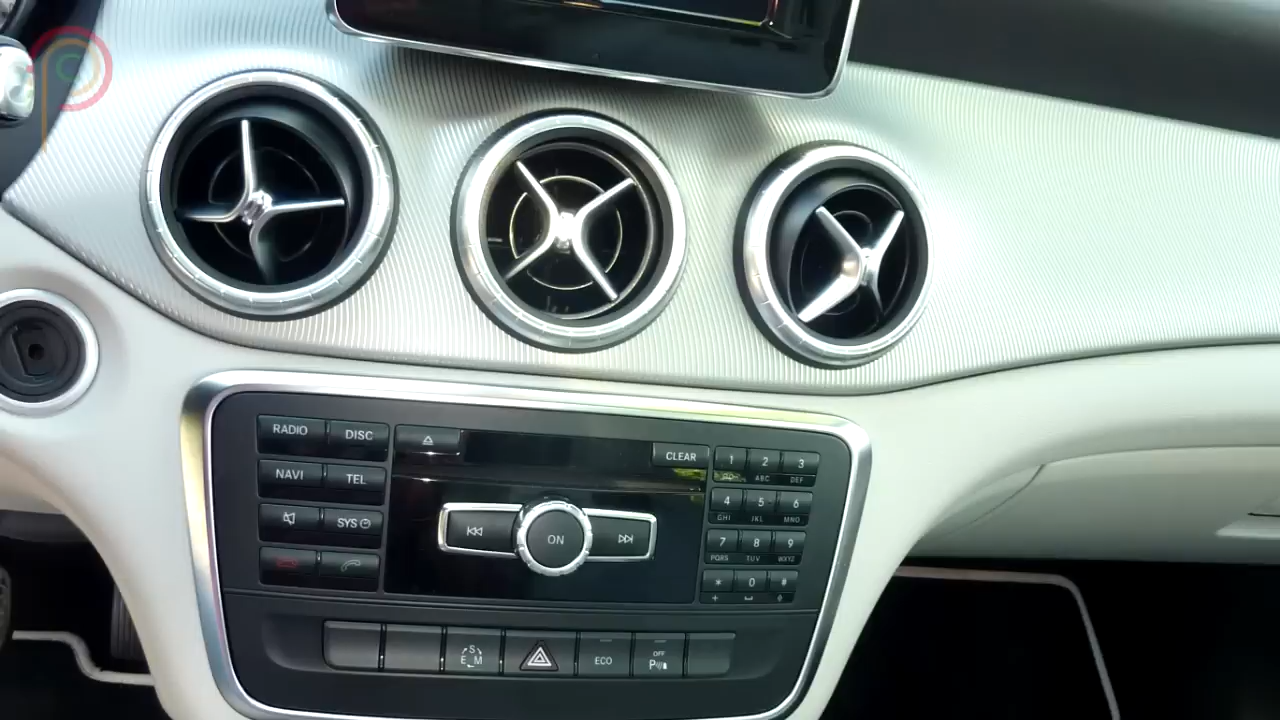 RADIO DISC
CLEAR
1 2 3
NAVI TEL
ABC DEF
4 5 6
SYS
GHI JKL MNO
ON
7 8 9
PQRS TUV WXYZ
* 0 #
S
E M
ECO
OFF
P